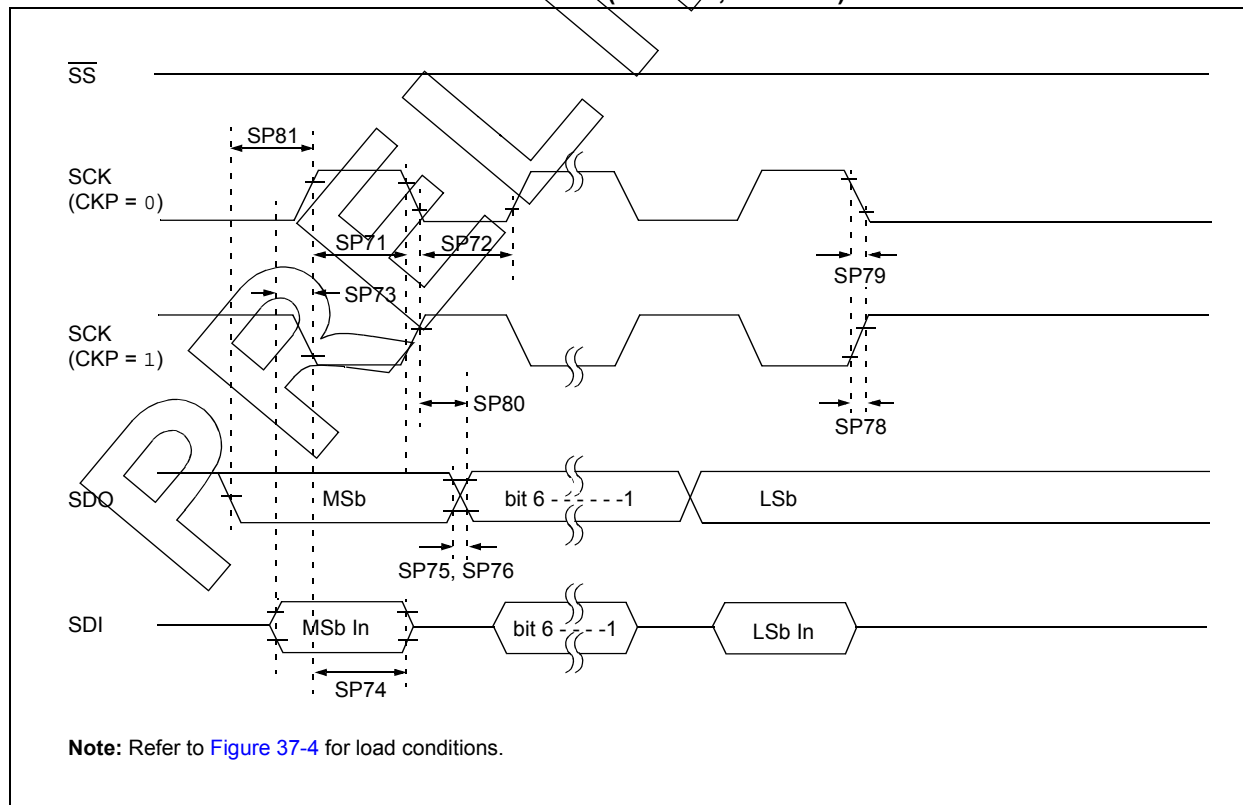 SS
SP81
SCK
(CKP = 0)
SP71 SP72
SP79
SP73
SCK
(CKP = 1)
SP80
SP78
SDO MSb bit 6 - - - - - - -1 LSb
SP75, SP76
SDI MSb In bit 6 - - - -1 LSb In
SP74
Note: Refer to Figure 37-4 for load conditions.